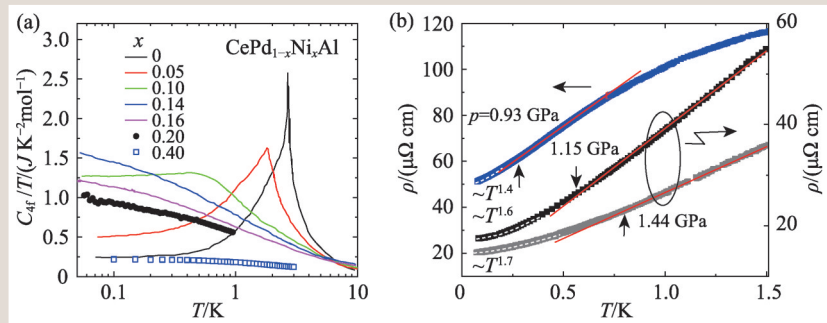 (a)
x
CePd1−xNixAl
0
0.05
0.10
0.14
0.16
0.20
0.40
3.0
2.5
2.0
1.5
1.0
0.5
0
C4f/T/(J K−2mol−1)
0.1 1 10
T/K
(b)
120
100
80
60
40
20
ρ/(μΩ cm)
60
40
20
ρ/(μΩ cm)
p=0.93 GPa
1.15 GPa
1.44 GPa
~T1.4
~T1.6
~T1.7
0 0.5 1.0 1.5
T/K